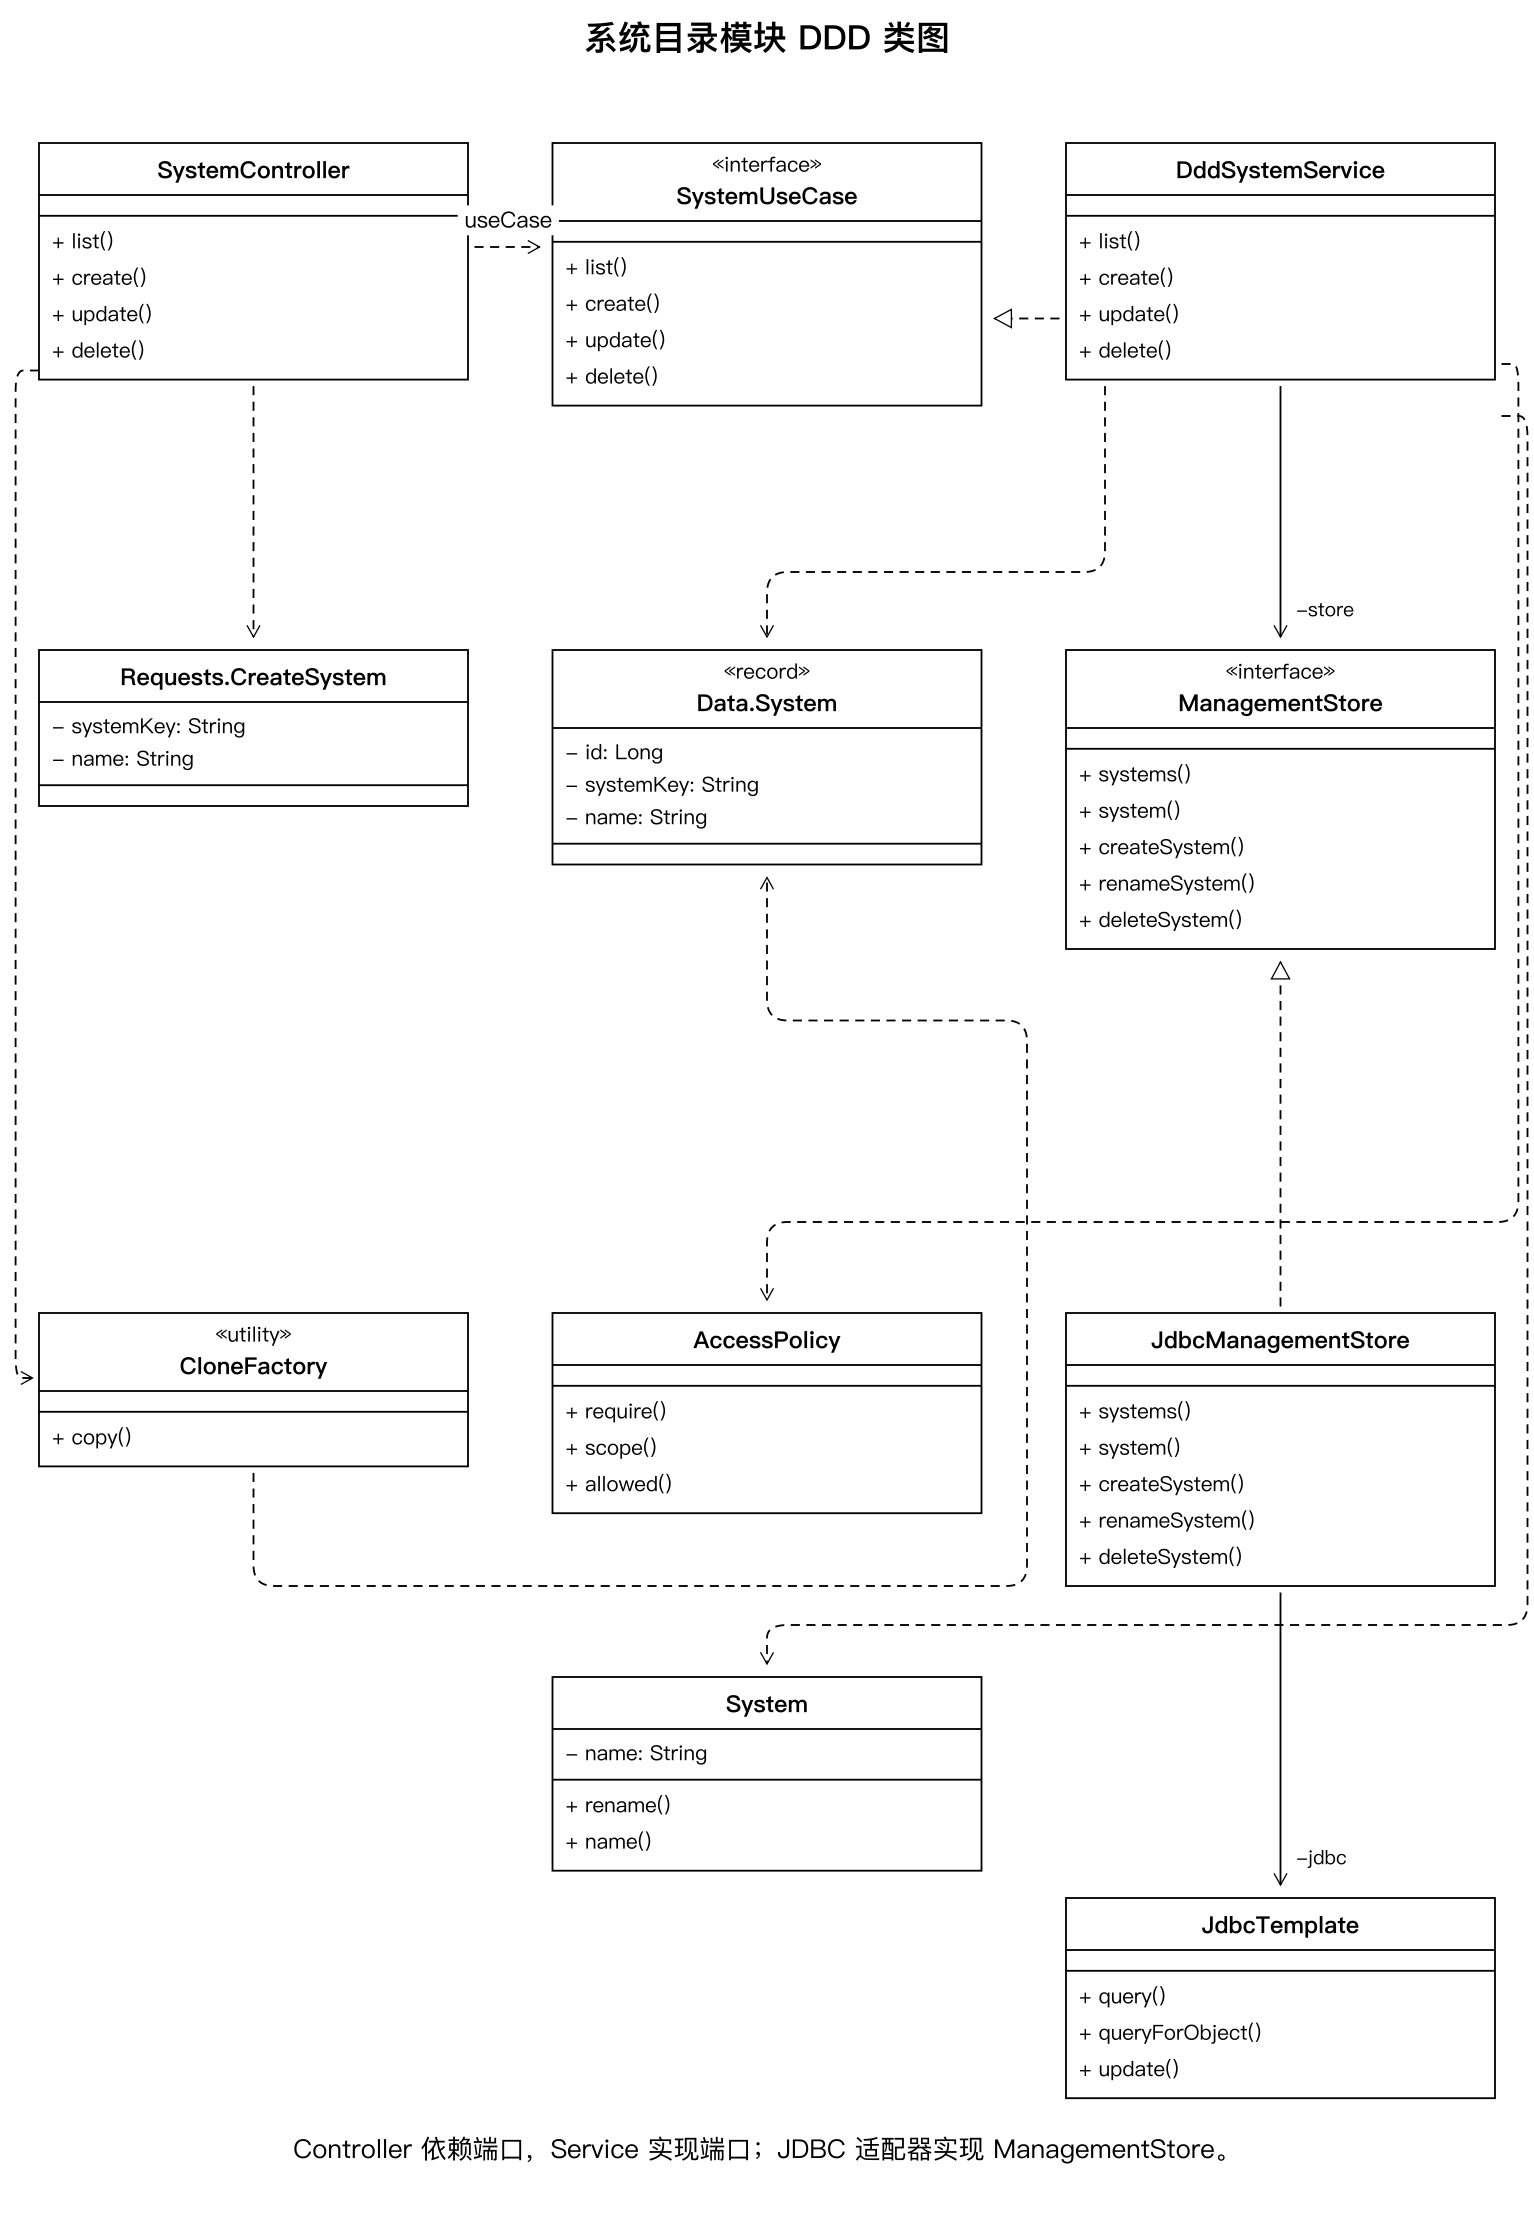 系统目录模块 DDD 类图
SystemController
+ list()
+ create()
+ update()
+ delete()
useCase
«interface»
SystemUseCase
+ list()
+ create()
+ update()
+ delete()
DddSystemService
+ list()
+ create()
+ update()
+ delete()
−store
Requests.CreateSystem
− systemKey: String
− name: String
«record»
Data.System
− id: Long
− systemKey: String
− name: String
«interface»
ManagementStore
+ systems()
+ system()
+ createSystem()
+ renameSystem()
+ deleteSystem()
«utility»
CloneFactory
+ copy()
AccessPolicy
+ require()
+ scope()
+ allowed()
JdbcManagementStore
+ systems()
+ system()
+ createSystem()
+ renameSystem()
+ deleteSystem()
System
− name: String
+ rename()
+ name()
−jdbc
JdbcTemplate
+ query()
+ queryForObject()
+ update()
Controller 依赖端口，Service 实现端口；JDBC 适配器实现 ManagementStore。